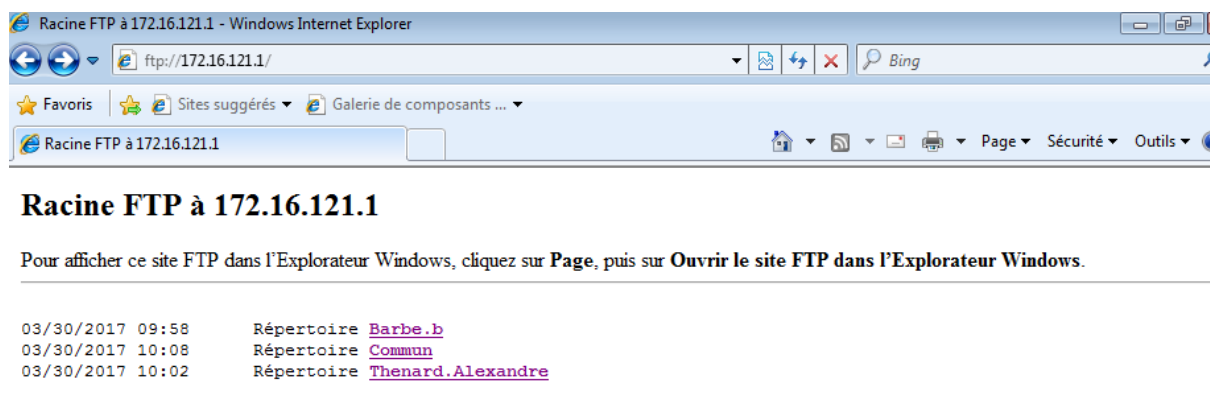 Racine FTP à 172.16.121.1 - Windows Internet Explorer
ftp://172.16.121.1/
Bing
Favoris Sites suggérés Galerie de composants ...
Racine FTP à 172.16.121.1
Page Sécurité Outils
Racine FTP à 172.16.121.1
Pour afficher ce site FTP dans l'Explorateur Windows, cliquez sur Page, puis sur Ouvrir le site FTP dans l'Explorateur Windows.
03/30/2017 09:58 Répertoire Barbe.b
03/30/2017 10:08 Répertoire Commun
03/30/2017 10:02 Répertoire Thenard.Alexandre